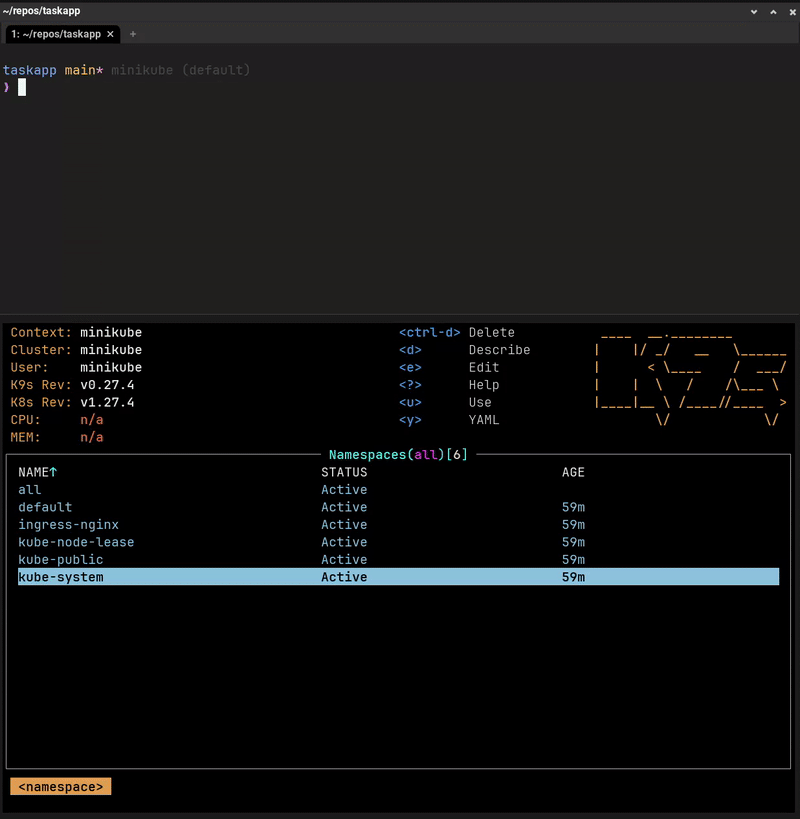 ~/repos/taskapp
1: ~/repos/taskapp ✕ +
taskapp main* minikube (default)
❯
Context: minikube <ctrl-d> Delete
Cluster: minikube <d> Describe
User: minikube <e> Edit
K9s Rev: v0.27.4 <?> Help
K8s Rev: v1.27.4 <u> Use
CPU: n/a <y> YAML
MEM: n/a
Namespaces(all)[6]
NAME↑ STATUS AGE
all Active
default Active 59m
ingress-nginx Active 59m
kube-node-lease Active 59m
kube-public Active 59m
kube-system Active 59m
<namespace>